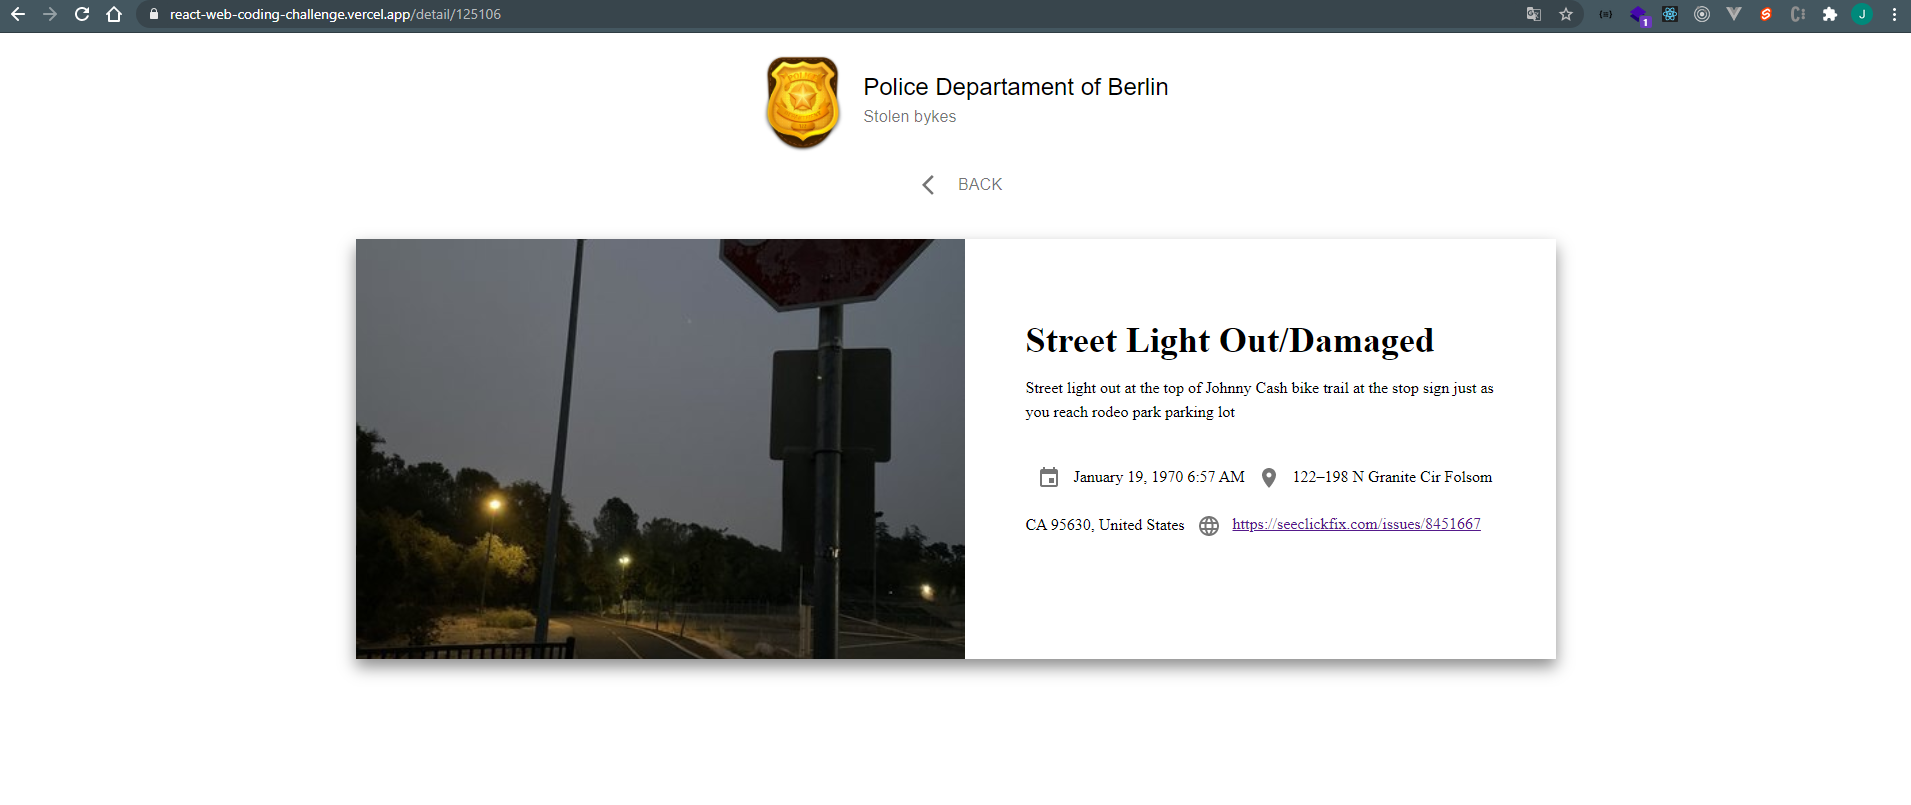 react-web-coding-challenge.vercel.app/detail/125106
1
J
Police Departament of Berlin
Stolen bykes
BACK
Street Light Out/Damaged
Street light out at the top of Johnny Cash bike trail at the stop sign just as
you reach rodeo park parking lot
January 19, 1970 6:57 AM 122–198 N Granite Cir Folsom
CA 95630, United States https://seeclickfix.com/issues/8451667